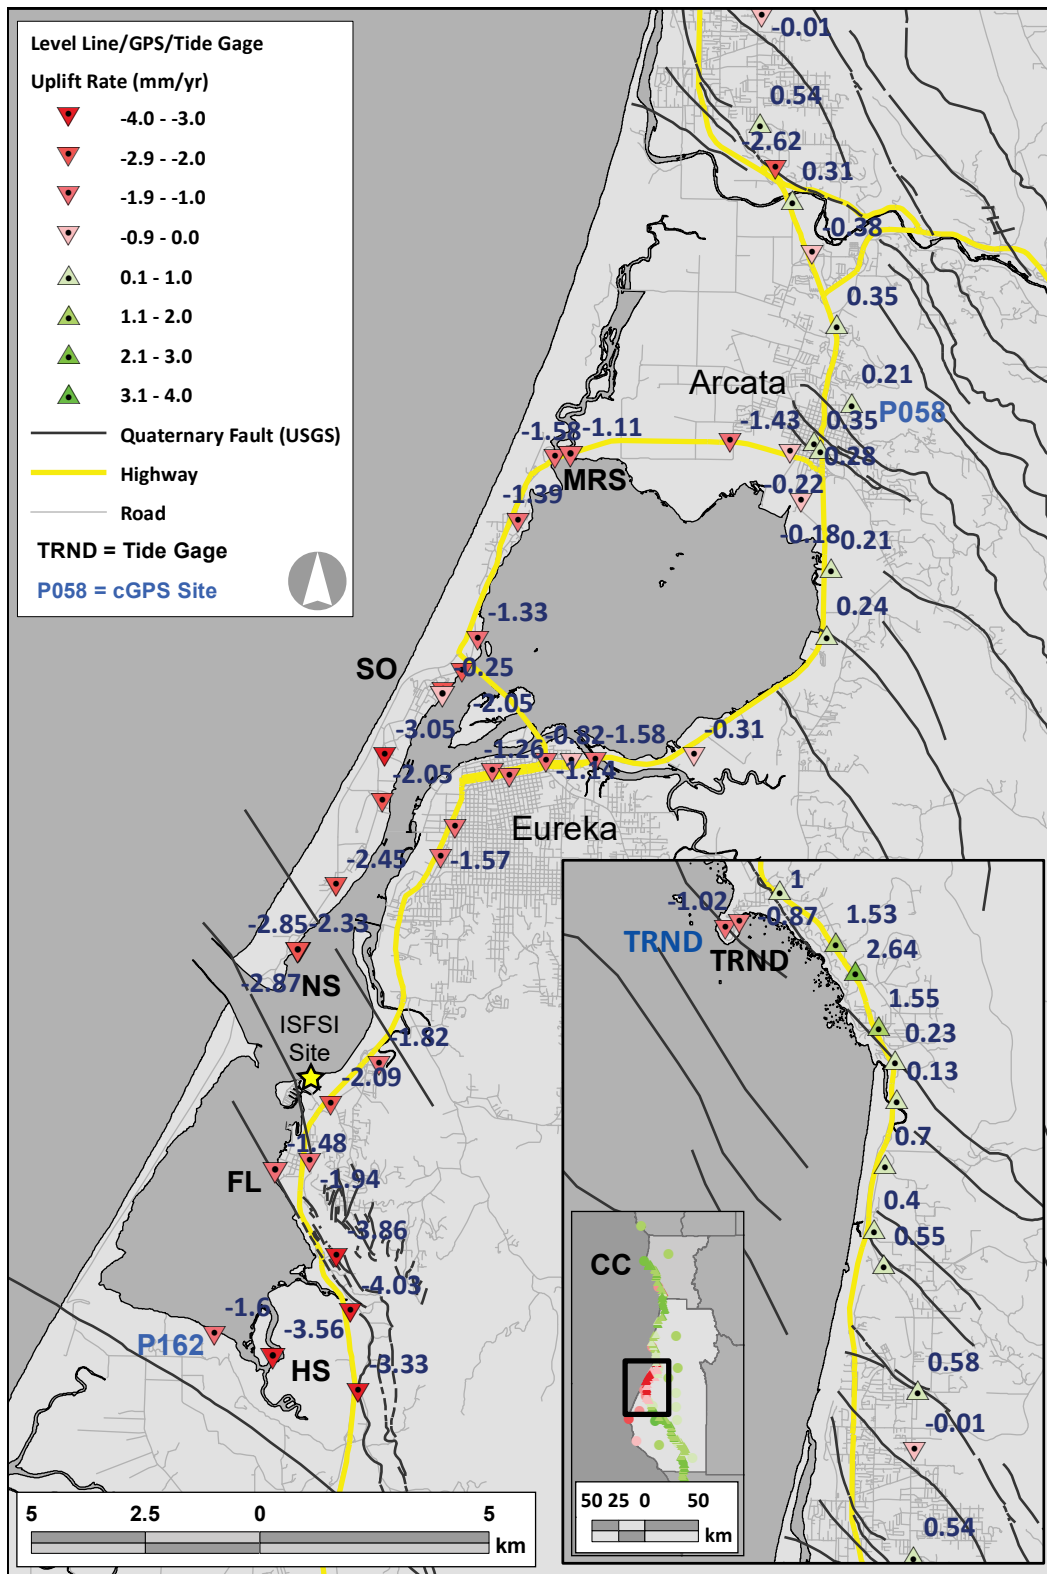 Level Line/GPS/Tide Gage
Uplift Rate (mm/yr)
-4.0 - -3.0
-2.9 - -2.0
-1.9 - -1.0
-0.9 - 0.0
0.1 - 1.0
1.1 - 2.0
2.1 - 3.0
3.1 - 4.0
Quaternary Fault (USGS)
Highway
Road
TRND = Tide Gage
P058 = cGPS Site
-0.01
0.54
-2.62
0.31
-0.38
0.35
0.21
Arcata
P058
-1.43
0.35
-1.58
-1.11
0.28
MRS
-0.22
-1.39
-0.18
0.21
0.24
-1.33
SO
-0.25
-2.05
-3.05
-0.82
-1.58
-0.31
-1.26
-1.14
-2.05
Eureka
-2.45
-1.57
-2.85
-2.33
-2.87
NS
ISFSI
Site
-1.82
-2.09
-1.48
FL
-1.94
-3.86
-4.03
-1.6
-3.56
P162
HS
-3.33
5 2.5 0 5
km
1
-1.02
0.87
1.53
TRND
TRND
2.64
1.55
0.23
0.13
0.7
0.4
0.55
0.58
-0.01
0.54
CC
50 25 0 50
km